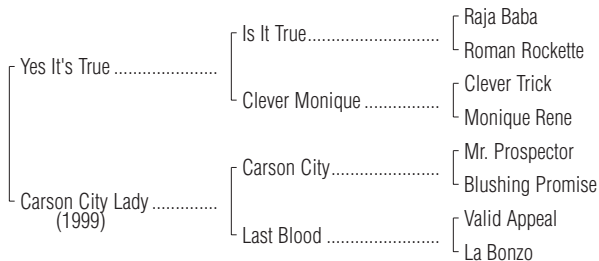 Raja Baba
Is It True
Roman Rockette
Yes It's True
Clever Trick
Clever Monique
Monique Rene
Mr. Prospector
Carson City
Blushing Promise
Carson City Lady
(1999)
Valid Appeal
Last Blood
La Bonzo